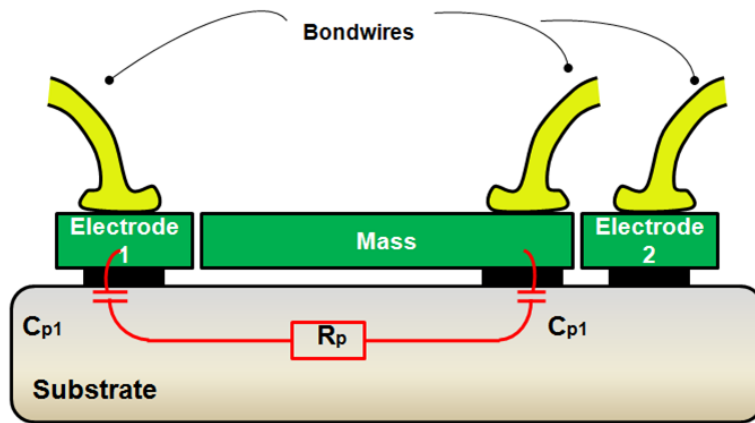 Bondwires
Electrode
1
Mass
Electrode
2
Cp1
Rp
Cp1
Substrate